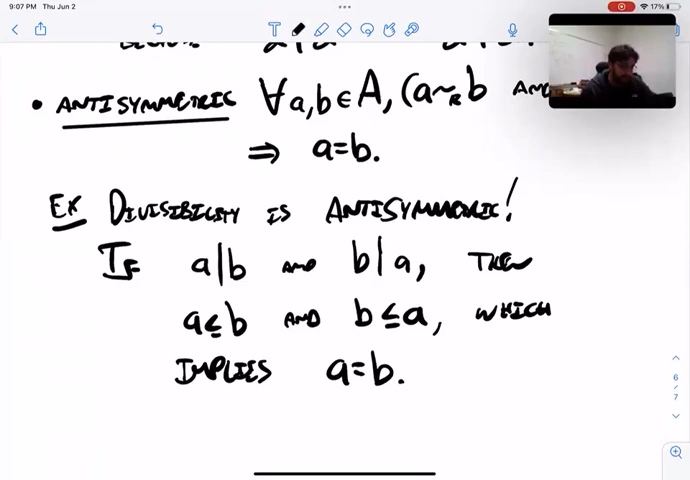 9:07 PM Thu Jun 2
17%
• ANTISYMMETRIC ∀a,b∈A, (a~ᵣb AND
⇒ a=b.
EX DIVISIBILITY IS ANTISYMMETRIC!
IF a|b AND b|a, THEN
a≤b AND b≤a, WHICH
IMPLIES a=b.
6
/
7